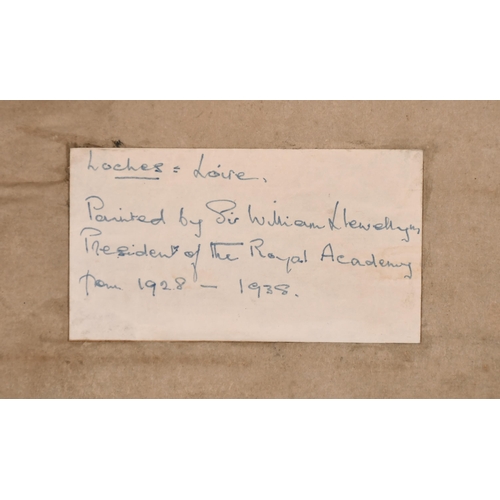 Loches = Loire.
Painted by Sir William Llewellyn,
President of the Royal Academy
from 1928 – 1938.